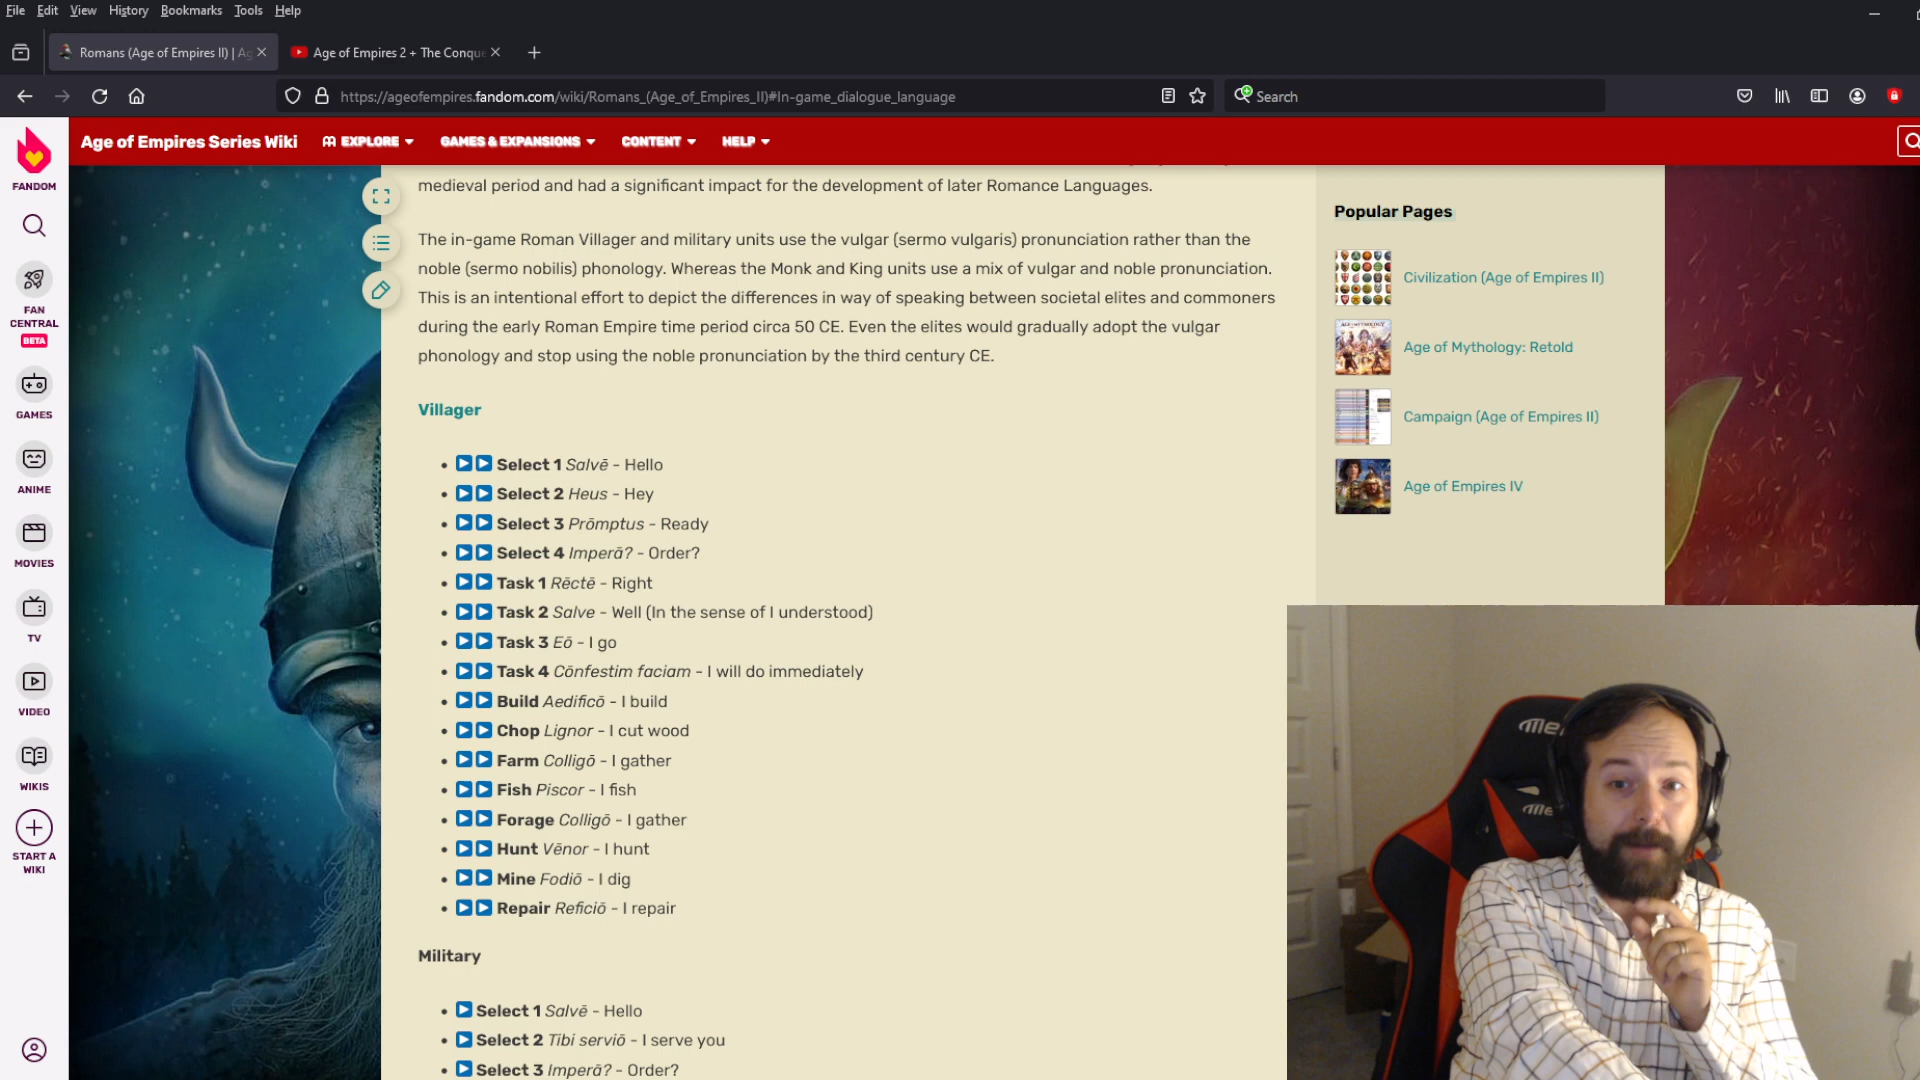 File Edit View History Bookmarks Tools Help
Romans (Age of Empires II) | Ag
Age of Empires 2 + The Conque
https://ageofempires.fandom.com/wiki/Romans_(Age_of_Empires_II)#In-game_dialogue_language
Search
Age of Empires Series Wiki
EXPLORE
GAMES & EXPANSIONS
CONTENT
HELP
FANDOM
FAN
CENTRAL
BETA
GAMES
ANIME
MOVIES
TV
VIDEO
WIKIS
START A
WIKI
medieval period and had a significant impact for the development of later Romance Languages.
The in-game Roman Villager and military units use the vulgar (sermo vulgaris) pronunciation rather than the
noble (sermo nobilis) phonology. Whereas the Monk and King units use a mix of vulgar and noble pronunciation.
This is an intentional effort to depict the differences in way of speaking between societal elites and commoners
during the early Roman Empire time period circa 50 CE. Even the elites would gradually adopt the vulgar
phonology and stop using the noble pronunciation by the third century CE.
Villager
Select 1 Salvē - Hello
Select 2 Heus - Hey
Select 3 Prōmptus - Ready
Select 4 Imperā? - Order?
Task 1 Rēctē - Right
Task 2 Salve - Well (In the sense of I understood)
Task 3 Eō - I go
Task 4 Cōnfestim faciam - I will do immediately
Build Aedificō - I build
Chop Lignor - I cut wood
Farm Colligō - I gather
Fish Piscor - I fish
Forage Colligō - I gather
Hunt Vēnor - I hunt
Mine Fodiō - I dig
Repair Reficiō - I repair
Military
Select 1 Salvē - Hello
Select 2 Tibi serviō - I serve you
Select 3 Imperā? - Order?
Popular Pages
Civilization (Age of Empires II)
Age of Mythology: Retold
Campaign (Age of Empires II)
Age of Empires IV